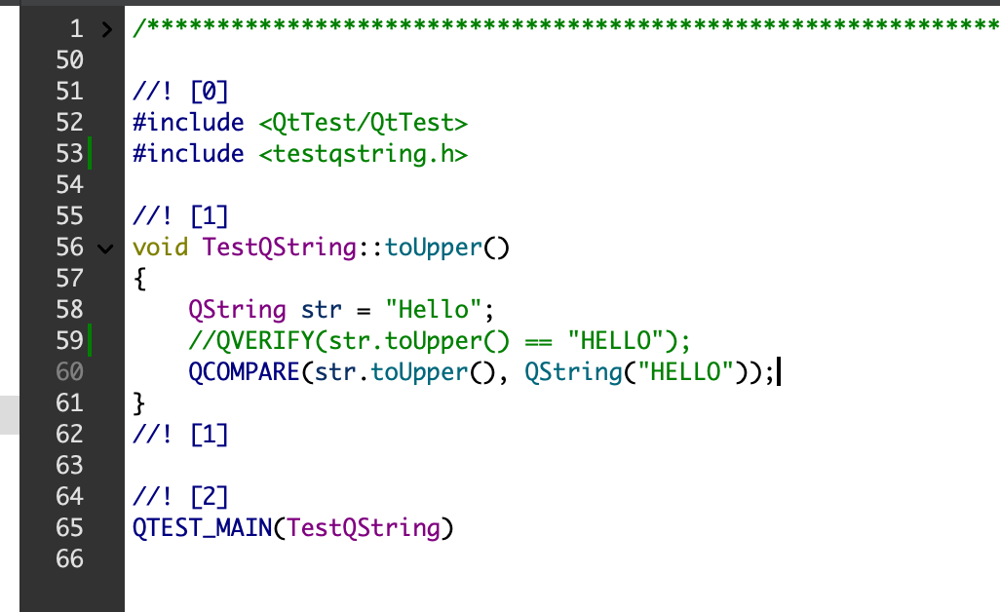 1 > /*************************************************************
50
51 //! [0]
52 #include <QtTest/QtTest>
53 #include <testqstring.h>
54
55 //! [1]
56 void TestQString::toUpper()
57 {
58     QString str = "Hello";
59     //QVERIFY(str.toUpper() == "HELLO");
60     QCOMPARE(str.toUpper(), QString("HELLO"));
61 }
62 //! [1]
63
64 //! [2]
65 QTEST_MAIN(TestQString)
66